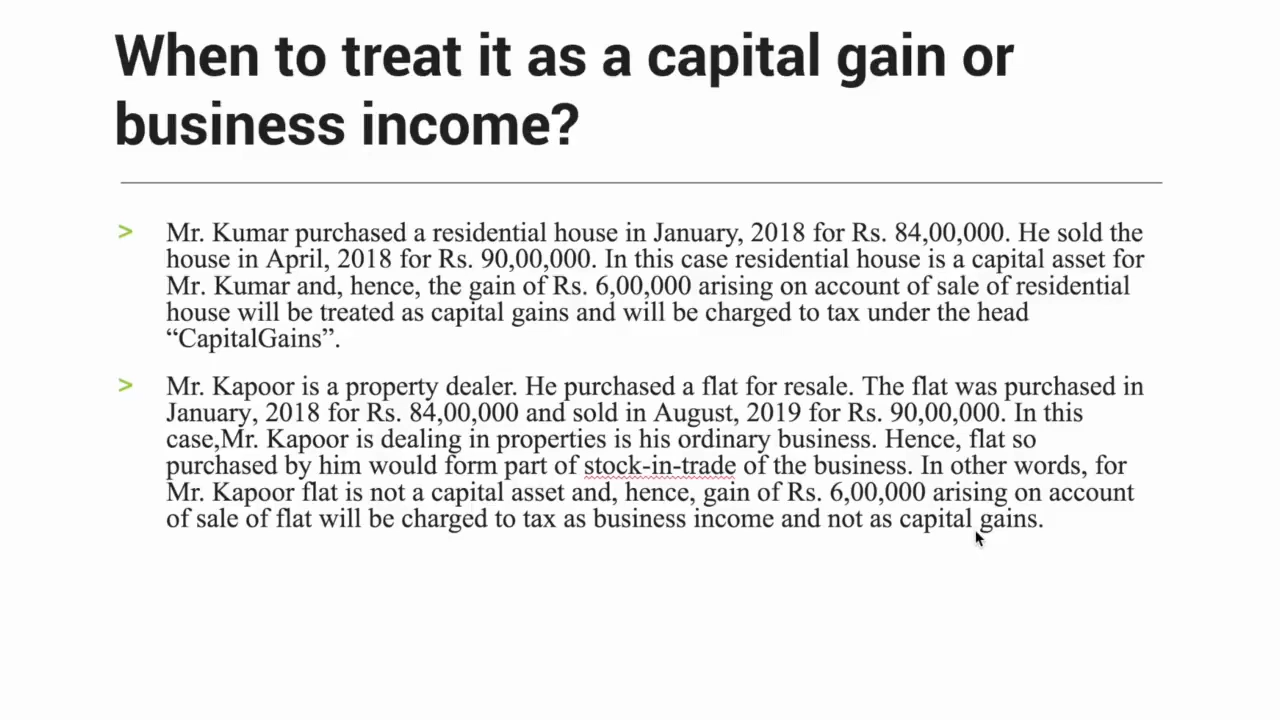 When to treat it as a capital gain or
business income?
> Mr. Kumar purchased a residential house in January, 2018 for Rs. 84,00,000. He sold the
house in April, 2018 for Rs. 90,00,000. In this case residential house is a capital asset for
Mr. Kumar and, hence, the gain of Rs. 6,00,000 arising on account of sale of residential
house will be treated as capital gains and will be charged to tax under the head
“CapitalGains”.
> Mr. Kapoor is a property dealer. He purchased a flat for resale. The flat was purchased in
January, 2018 for Rs. 84,00,000 and sold in August, 2019 for Rs. 90,00,000. In this
case,Mr. Kapoor is dealing in properties is his ordinary business. Hence, flat so
purchased by him would form part of stock-in-trade of the business. In other words, for
Mr. Kapoor flat is not a capital asset and, hence, gain of Rs. 6,00,000 arising on account
of sale of flat will be charged to tax as business income and not as capital gains.